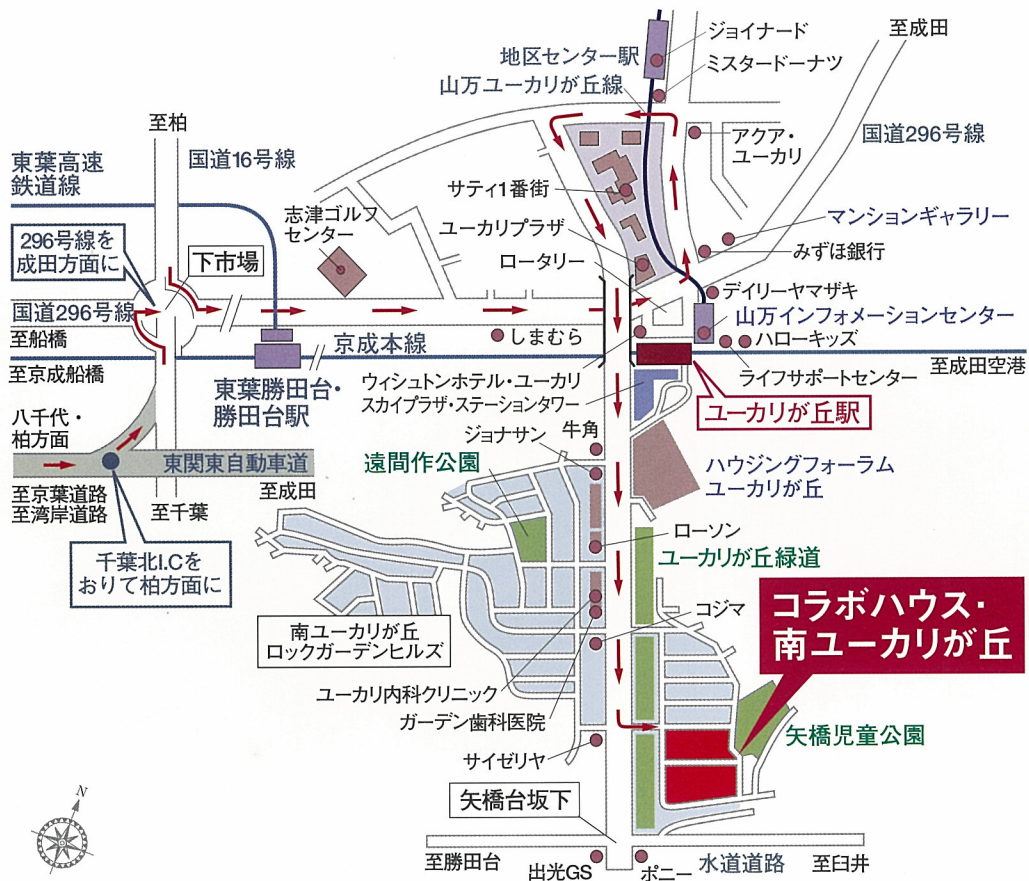 ジョイナード
至成田
地区センター駅
ミスタードーナツ
山万ユーカリが丘線
至柏
国道16号線
アクア・
ユーカリ
国道296号線
東葉高速
鉄道線
サティ1番街
志津ゴルフ
センター
ユーカリプラザ
マンションギャラリー
296号線を
成田方面に
下市場
ロータリー
みずほ銀行
国道296号線
デイリーヤマザキ
山万インフォメーションセンター
至船橋
しまむら
ハローキッズ
京成本線
至京成船橋
至成田空港
ライフサポートセンター
東葉勝田台・
勝田台駅
ウィシュトンホテル・ユーカリ
スカイプラザ・ステーションタワー
ユーカリが丘駅
八千代・
柏方面
牛角
ジョナサン
遠間作公園
東関東自動車道
ハウジングフォーラム
ユーカリが丘
至京葉道路
至湾岸道路
至成田
至千葉
ローソン
ユーカリが丘緑道
千葉北I.Cを
おりて柏方面に
コラボハウス・
南ユーカリが丘
コジマ
南ユーカリが丘
ロックガーデンヒルズ
ユーカリ内科クリニック
ガーデン歯科医院
矢橋児童公園
サイゼリヤ
矢橋台坂下
N
至勝田台
出光GS
ポニー
水道道路
至臼井